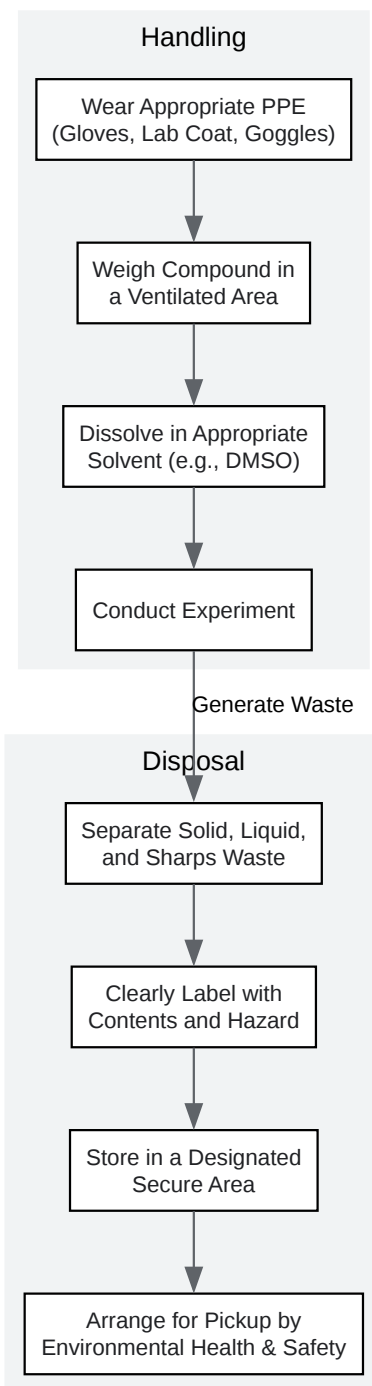 Handling
Wear Appropriate PPE
(Gloves, Lab Coat, Goggles)
Weigh Compound in
a Ventilated Area
Dissolve in Appropriate
Solvent (e.g., DMSO)
Conduct Experiment
Generate Waste
Disposal
Separate Solid, Liquid,
and Sharps Waste
Clearly Label with
Contents and Hazard
Store in a Designated
Secure Area
Arrange for Pickup by
Environmental Health & Safety